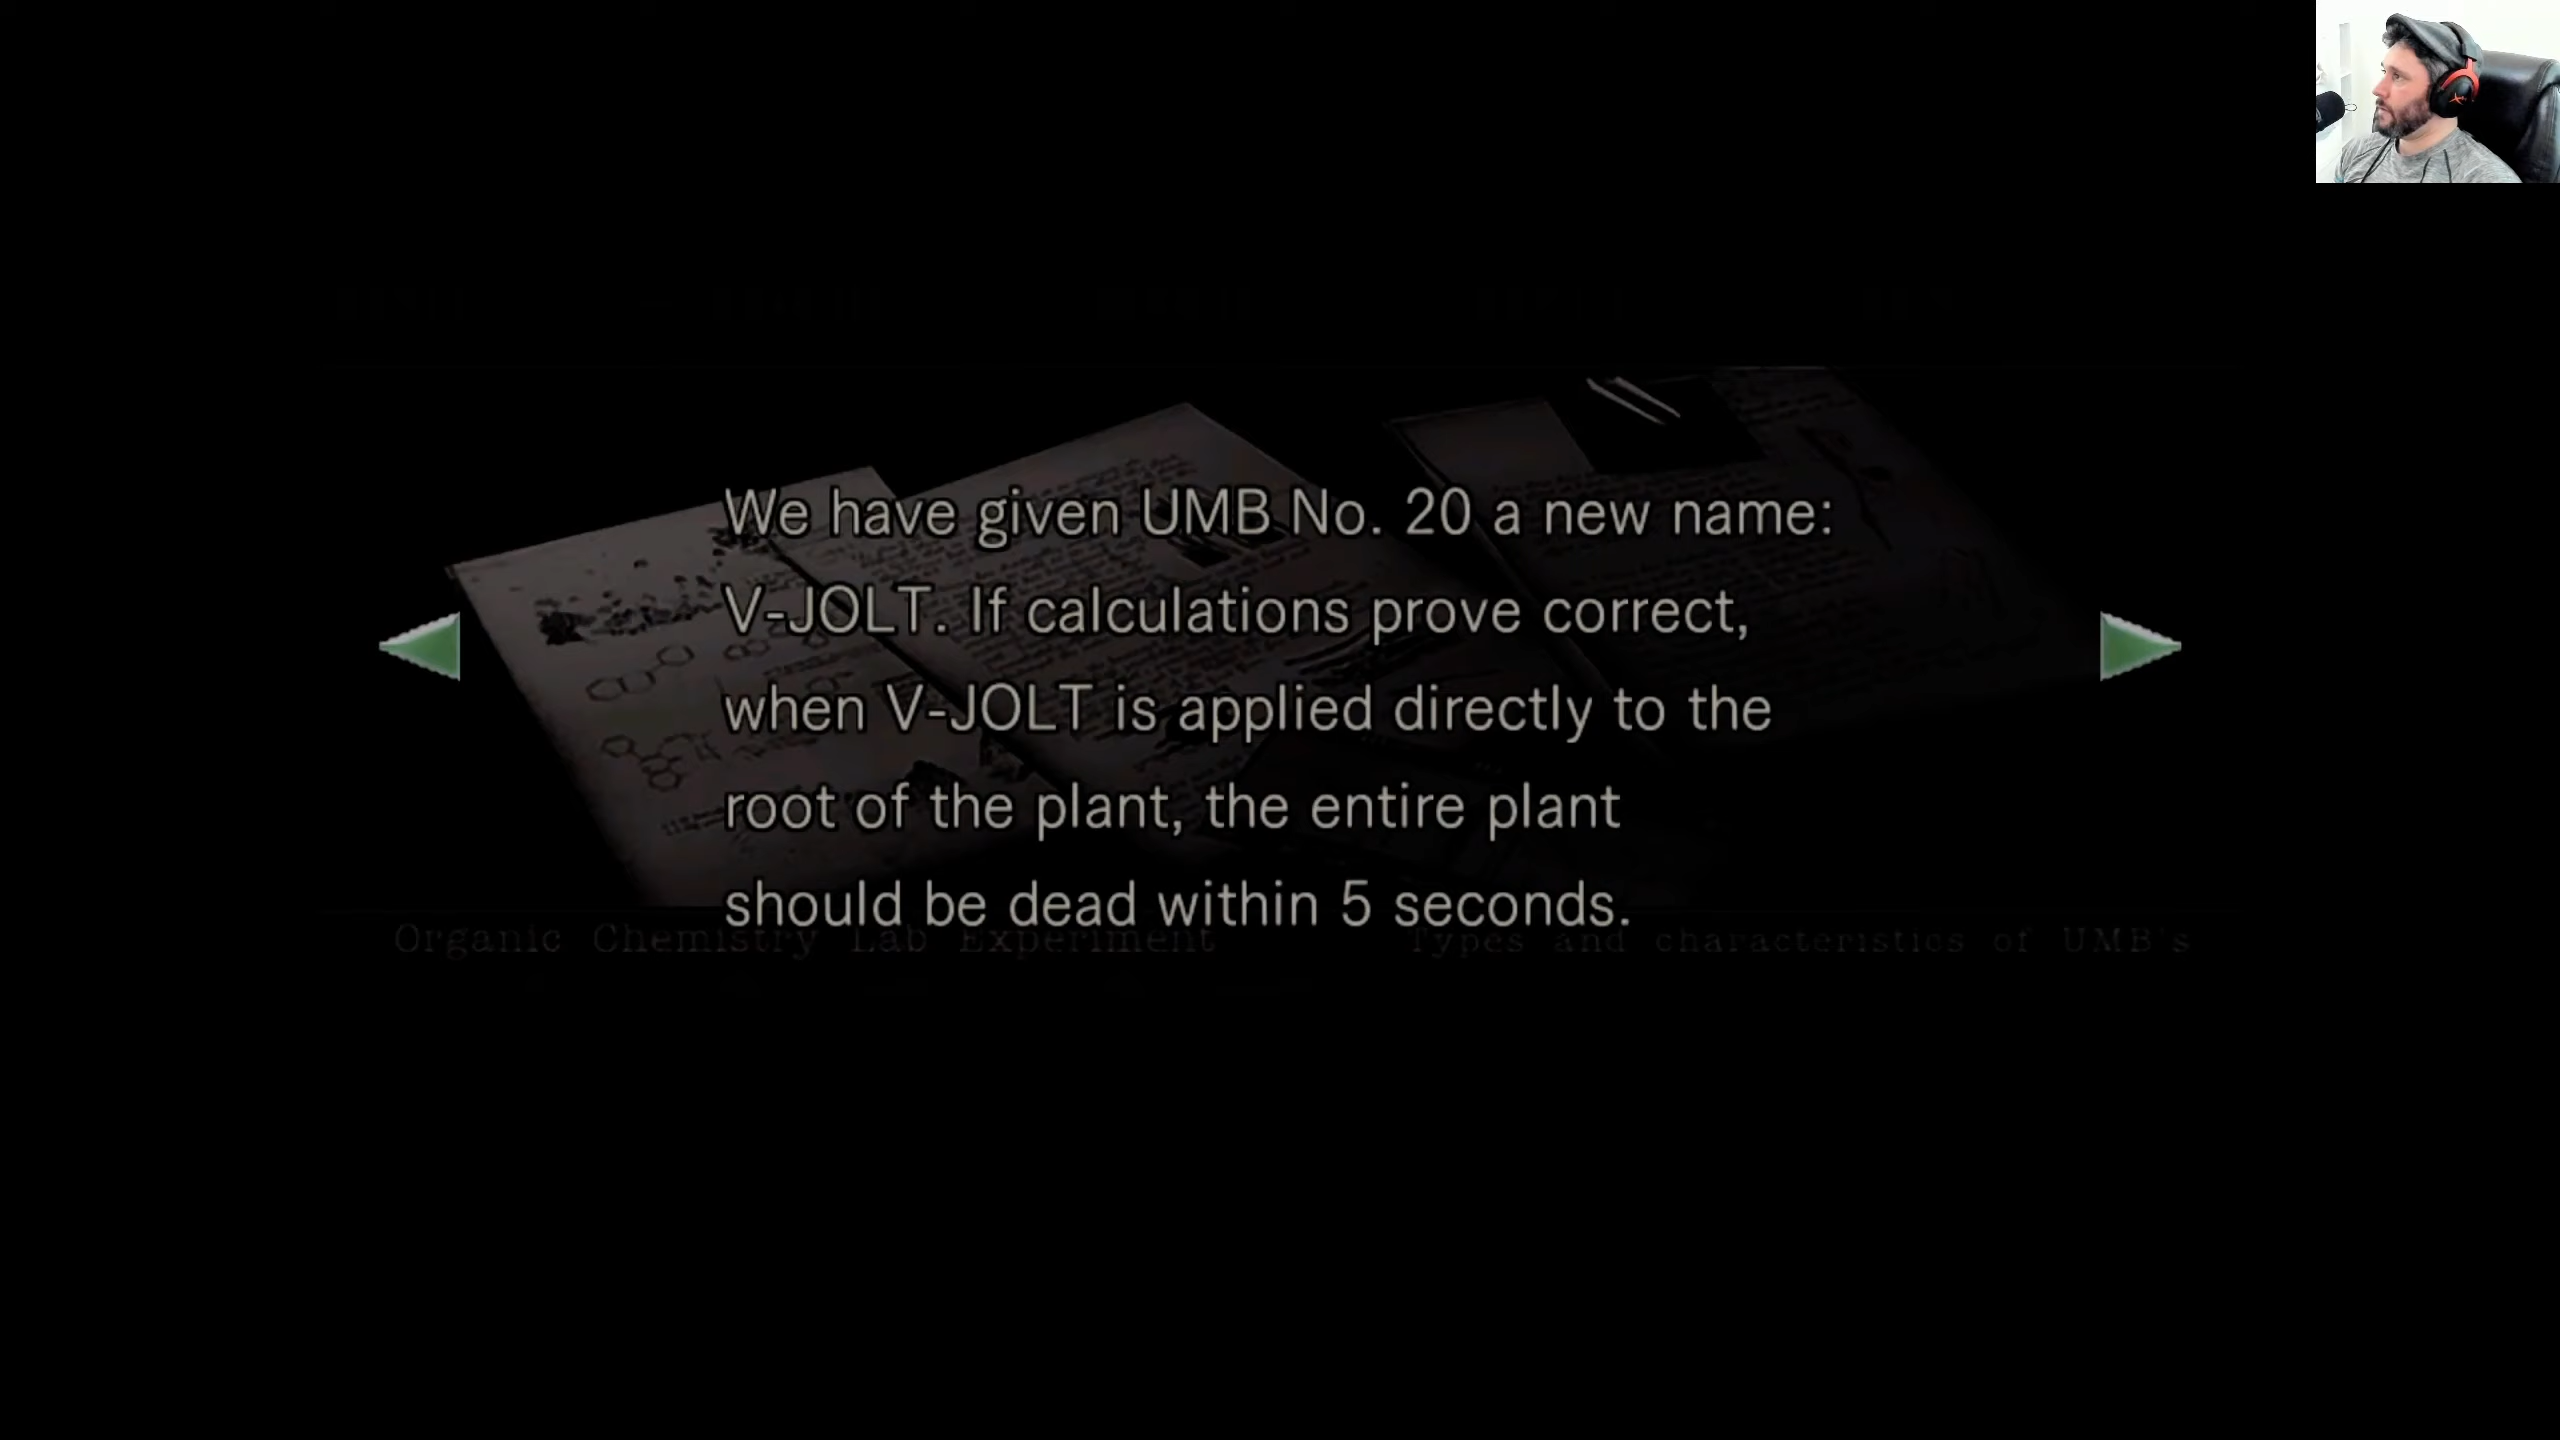 We have given UMB No. 20 a new name:
V-JOLT. If calculations prove correct,
when V-JOLT is applied directly to the
root of the plant, the entire plant
should be dead within 5 seconds.
Organic Chemistry Lab Experiment
Types and characteristics of UMB's